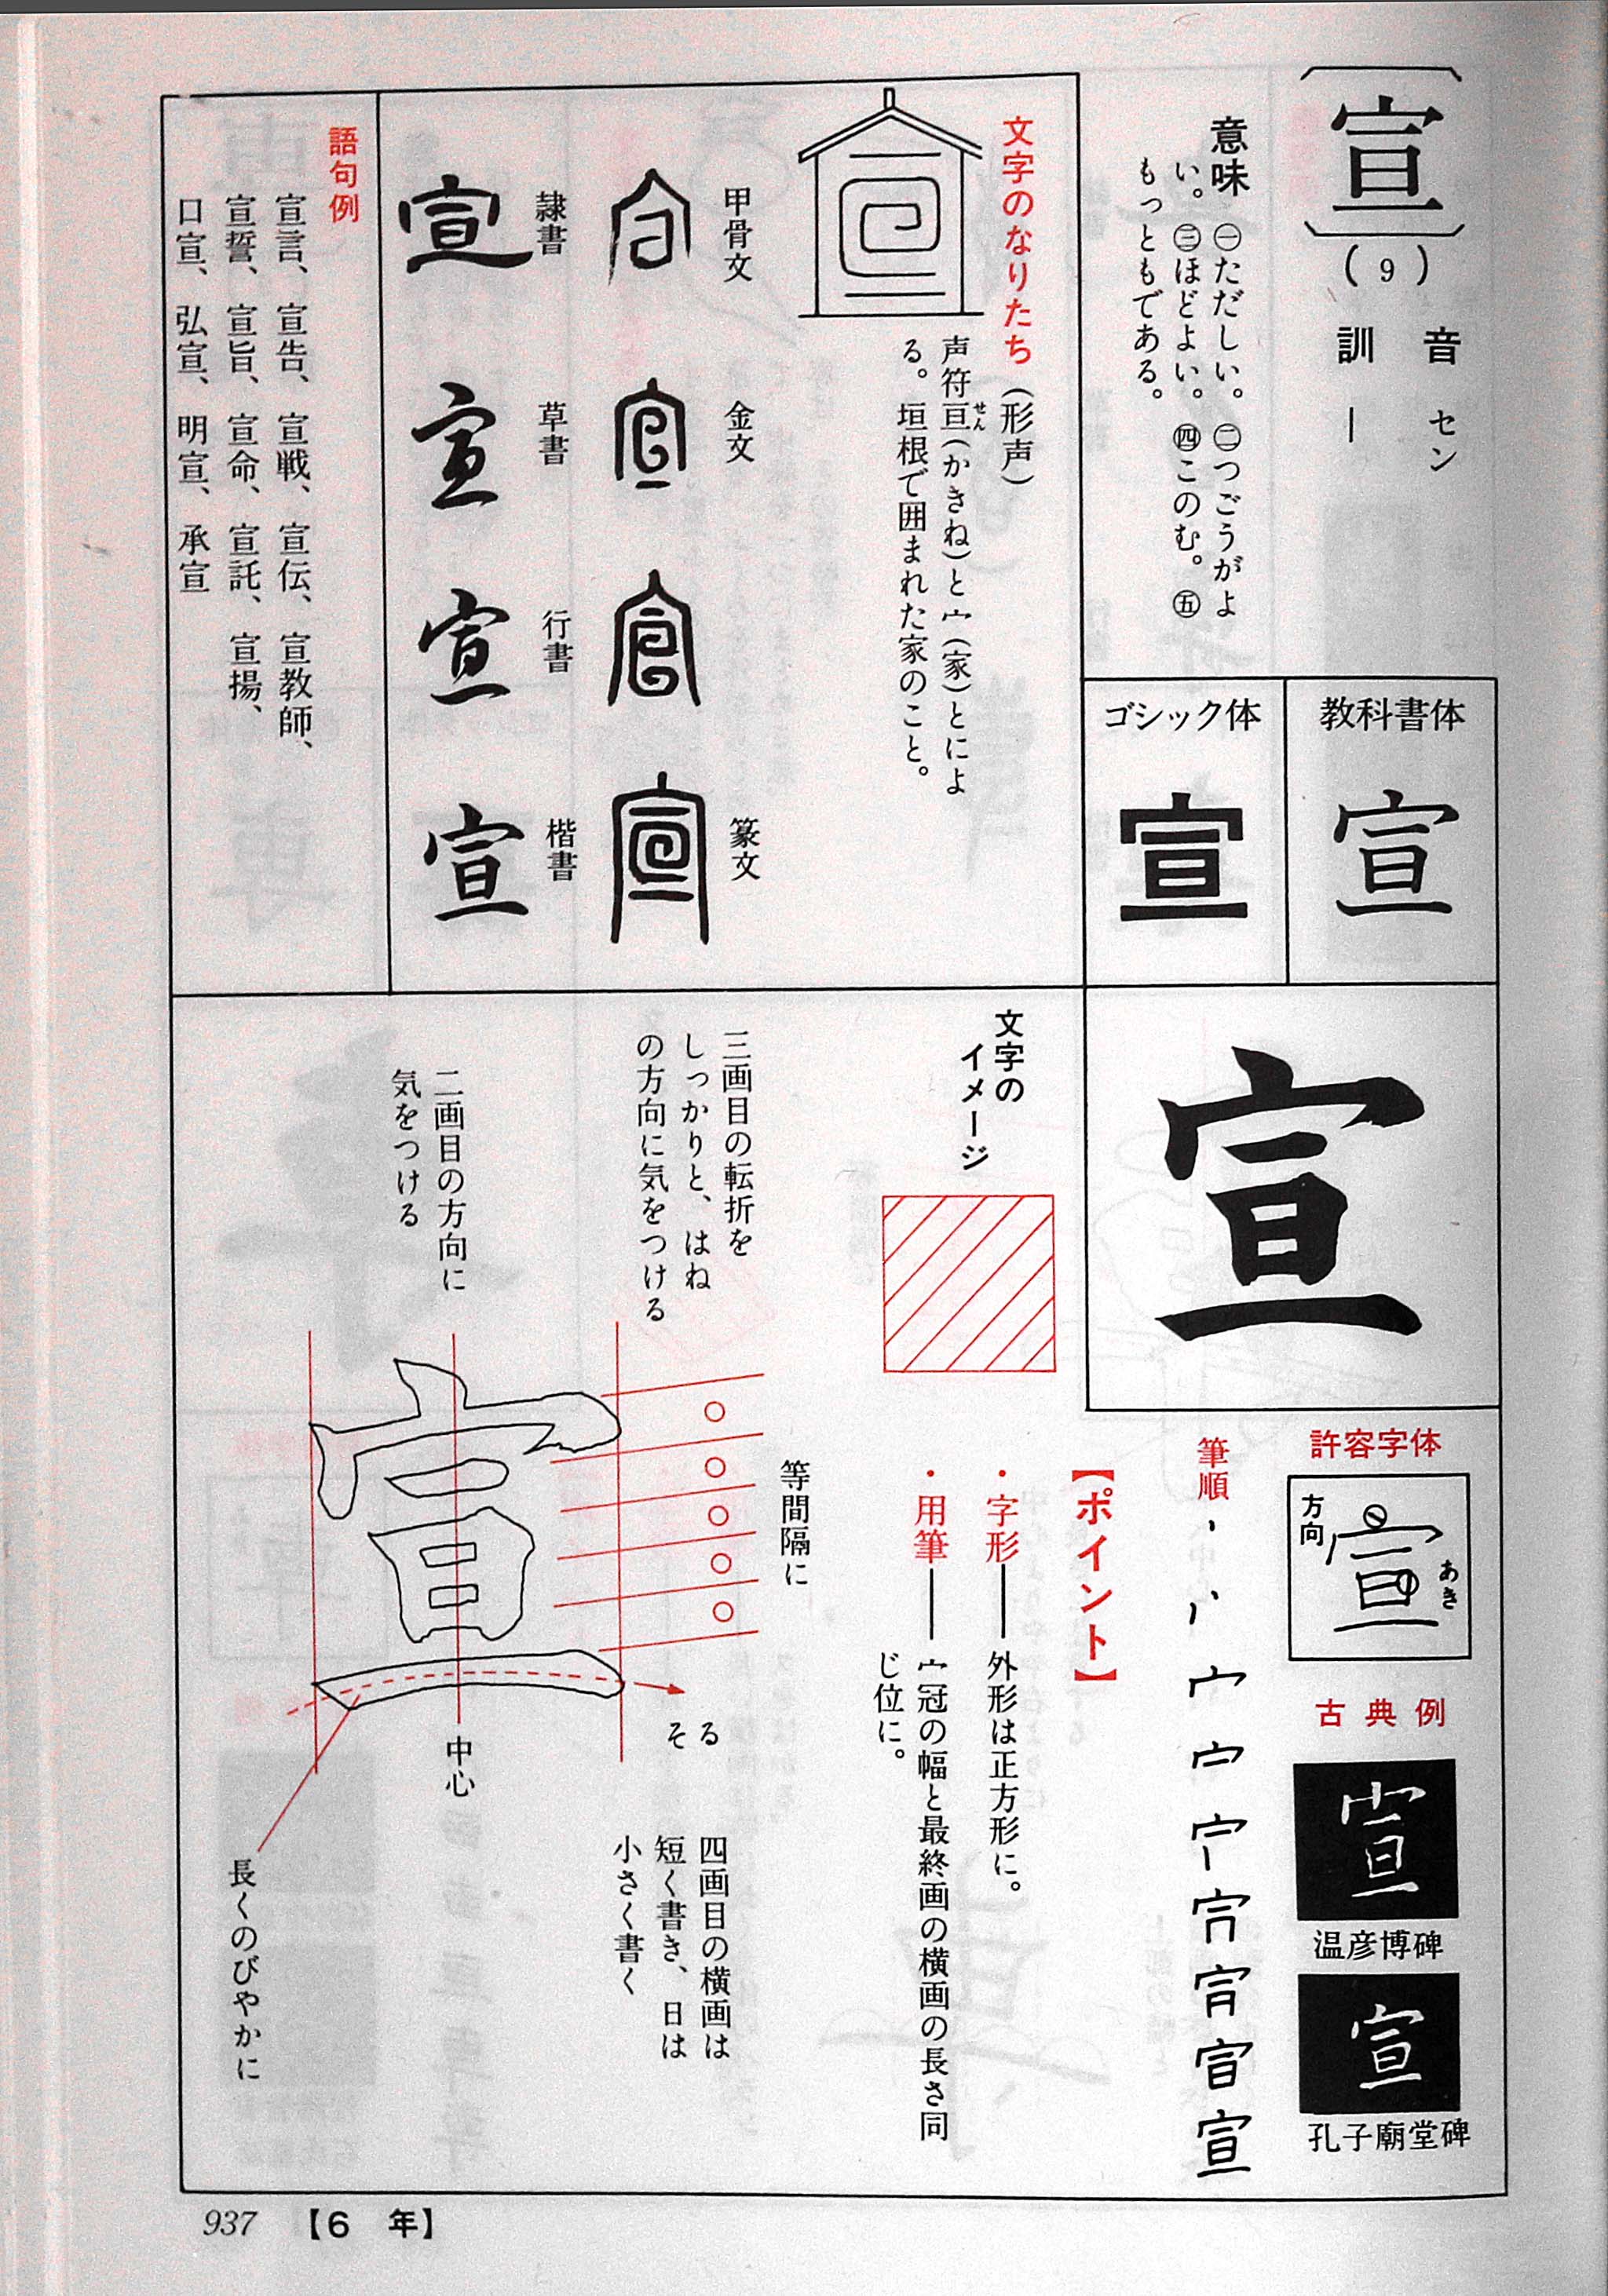 宣
(9)
音 セン
訓 ―
意味 ㊀ただしい。㊁つごうがよ
い。㊂ほどよい。㊃このむ。㊄
もっともである。
教科書体
宣
ゴシック体
宣
文字のなりたち(形声)
声符亘(かきね)と宀(家)とによ
せん
る。垣根で囲まれた家のこと。
甲骨文
金文
篆文
隷書
宣
草書
宣
行書
宣
楷書
宣
語句例
宣言、宣告、宣戦、宣伝、宣教師、
宣誓、宣旨、宣命、宣託、宣揚、
口宣、弘宣、明宣、承宣
宣
許容字体
方向
宣
あき
古典例
宣
温彦博碑
宣
孔子廟堂碑
筆順
宣
【ポイント】
・字形――外形は正方形に。
・用筆――宀冠の幅と最終画の横画の長さ同
じ位に。
文字の
イメージ
三画目の転折を
しっかりと、はね
の方向に気をつける
二画目の方向に
気をつける
等間隔に
宣
そる
中心
四画目の横画は
短く書き、日は
小さく書く
長くのびやかに
937 【6 年】